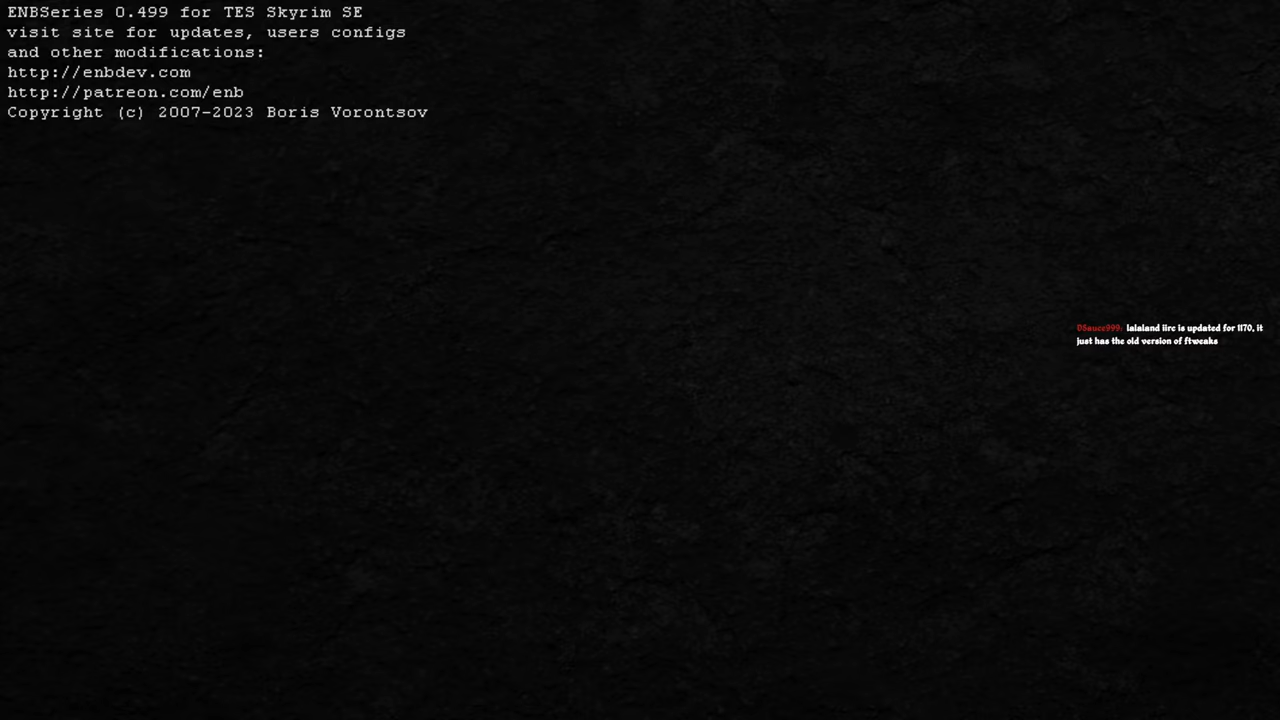 ENBSeries 0.499 for TES Skyrim SE
visit site for updates, users configs
and other modifications:
http://enbdev.com
http://patreon.com/enb
Copyright (c) 2007-2023 Boris Vorontsov
DSauce999: lalaland iirc is updated for 1170, it
just has the old version of ftweaks